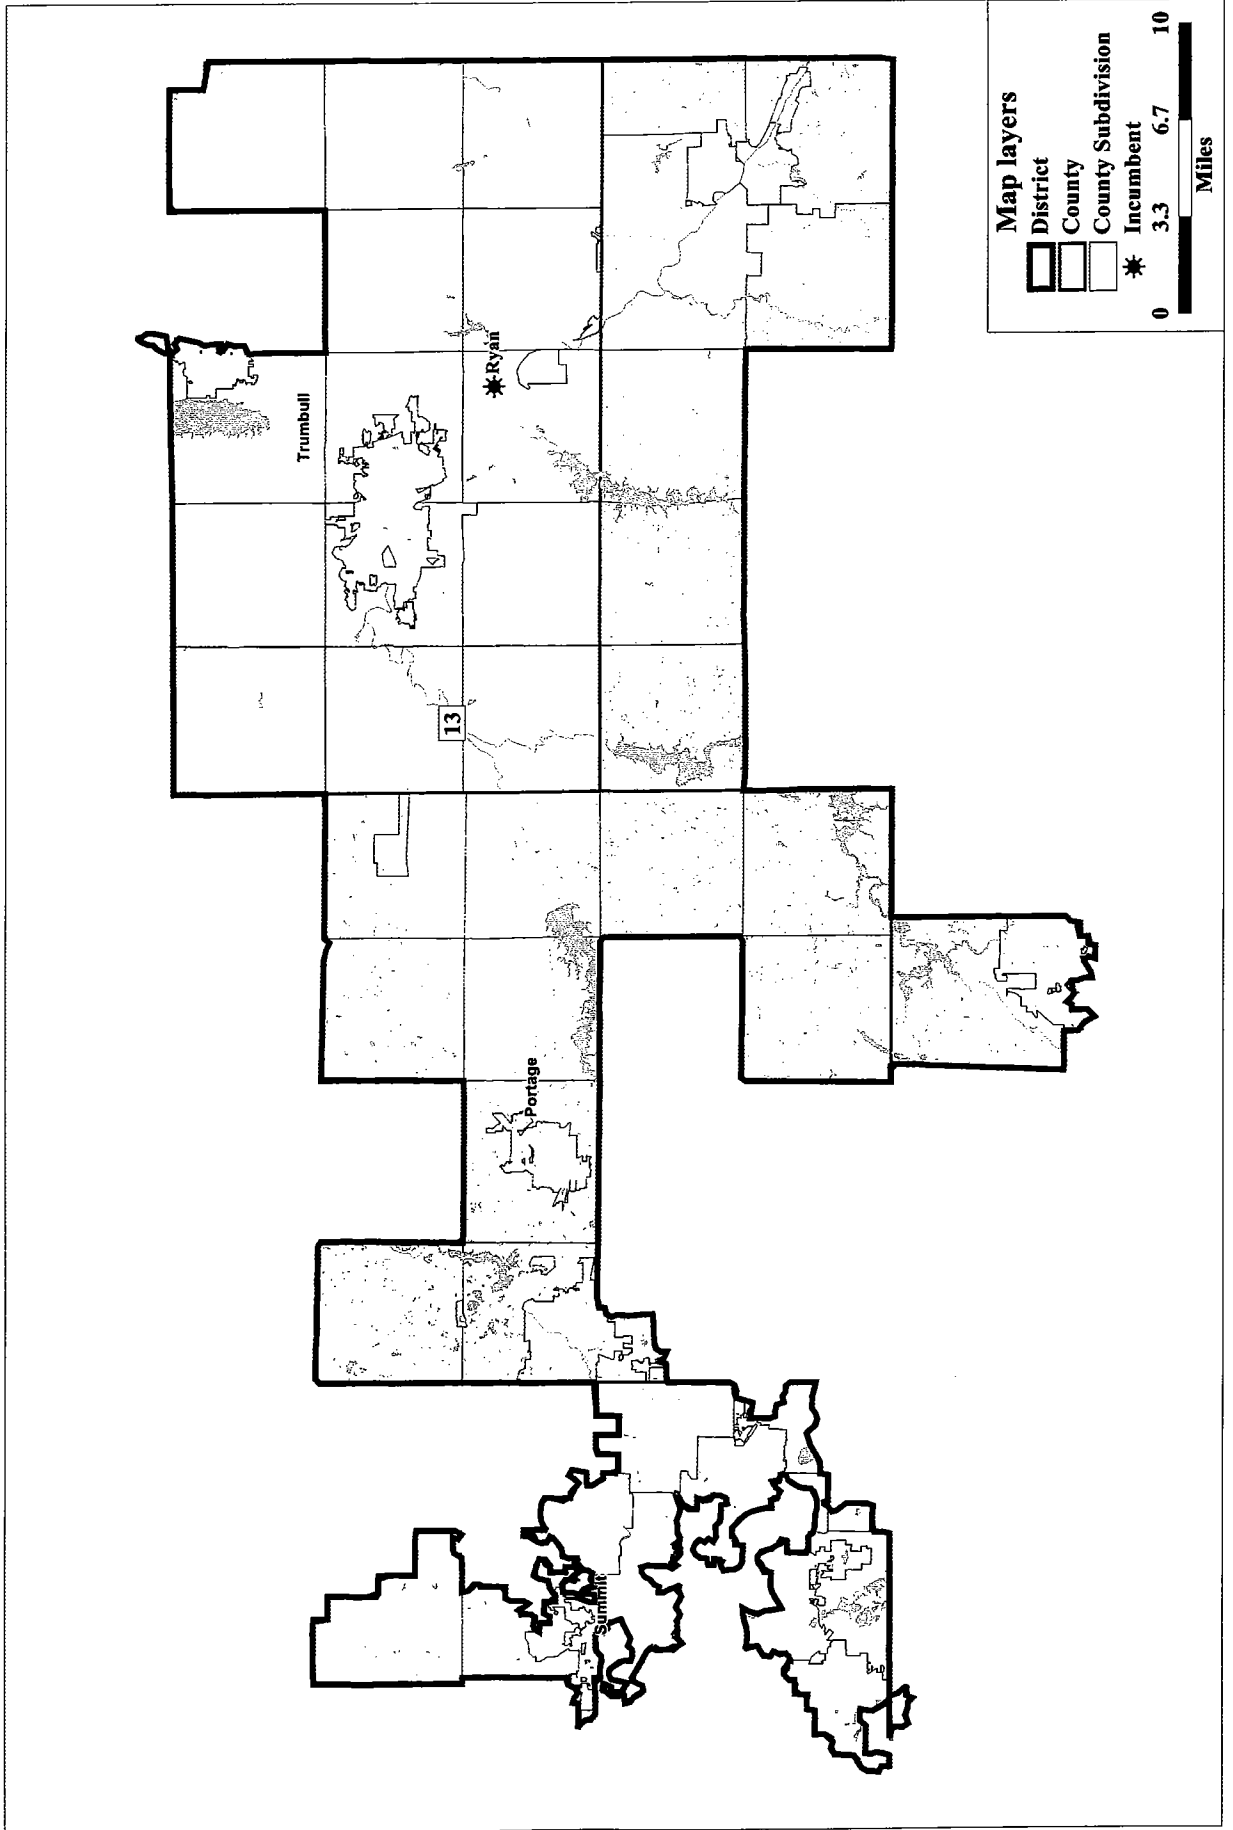 Trumbull
Ryan
13
Portage
Summit
Map layers
District
County
County Subdivision
Incumbent
0 3.3 6.7 10
Miles